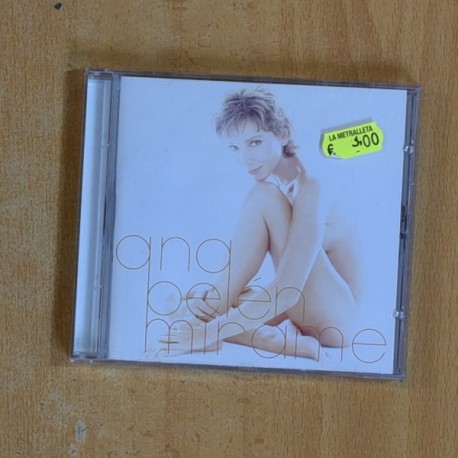 LA METRALLETA
€. 3,00
ana
belén
mírame